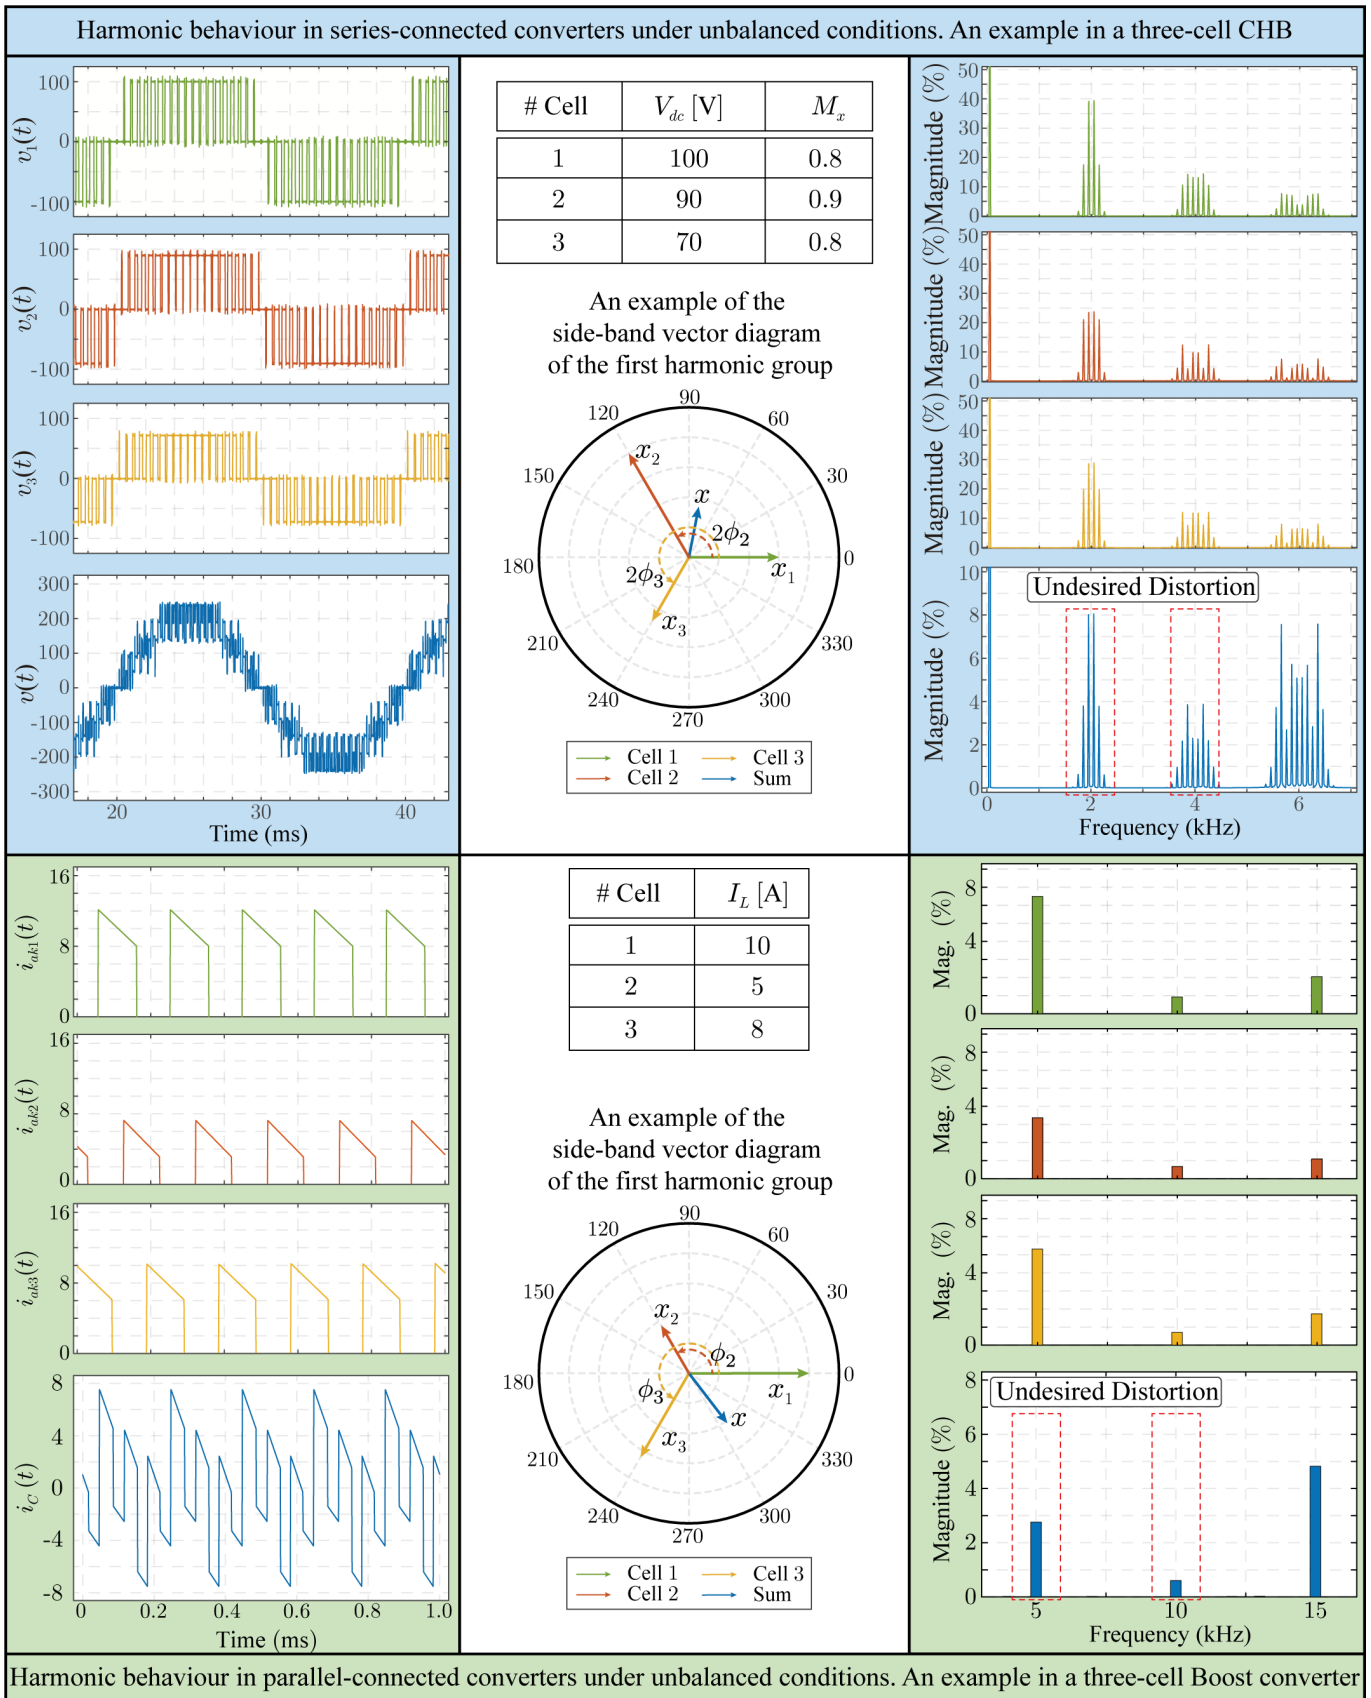 Harmonic behaviour in series-connected converters under unbalanced conditions. An example in a three-cell CHB
100
0
-100
v₁(t)
100
0
-100
v₂(t)
100
0
-100
v₃(t)
300
200
100
0
-100
-200
-300
v(t)
20 30 40
Time (ms)
# Cell V_dc [V] M_x
1 100 0.8
2 90 0.9
3 70 0.8
An example of the
side-band vector diagram
of the first harmonic group
90
120 60
150 30
180 0
210 330
240 300
270
x₂
x
2ϕ₂
x₁
2ϕ₃
x₃
Cell 1 Cell 3
Cell 2 Sum
50
40
30
20
10
0
Magnitude (%)
50
40
30
20
10
0
Magnitude (%)
50
40
30
20
10
0
Magnitude (%)
10
8
6
4
2
0
Magnitude (%)
Undesired Distortion
0 2 4 6
Frequency (kHz)
16
8
0
i_ak1(t)
16
8
0
i_ak2(t)
16
8
0
i_ak3(t)
8
4
0
-4
-8
i_C(t)
0 0.2 0.4 0.6 0.8 1.0
Time (ms)
# Cell I_L [A]
1 10
2 5
3 8
An example of the
side-band vector diagram
of the first harmonic group
90
120 60
150 30
180 0
210 330
240 300
270
x₂
ϕ₂
x₁
ϕ₃
x
x₃
Cell 1 Cell 3
Cell 2 Sum
8
4
0
Mag. (%)
8
4
0
Mag. (%)
8
4
0
Mag. (%)
8
6
4
2
0
Magnitude (%)
Undesired Distortion
5 10 15
Frequency (kHz)
Harmonic behaviour in parallel-connected converters under unbalanced conditions. An example in a three-cell Boost converter